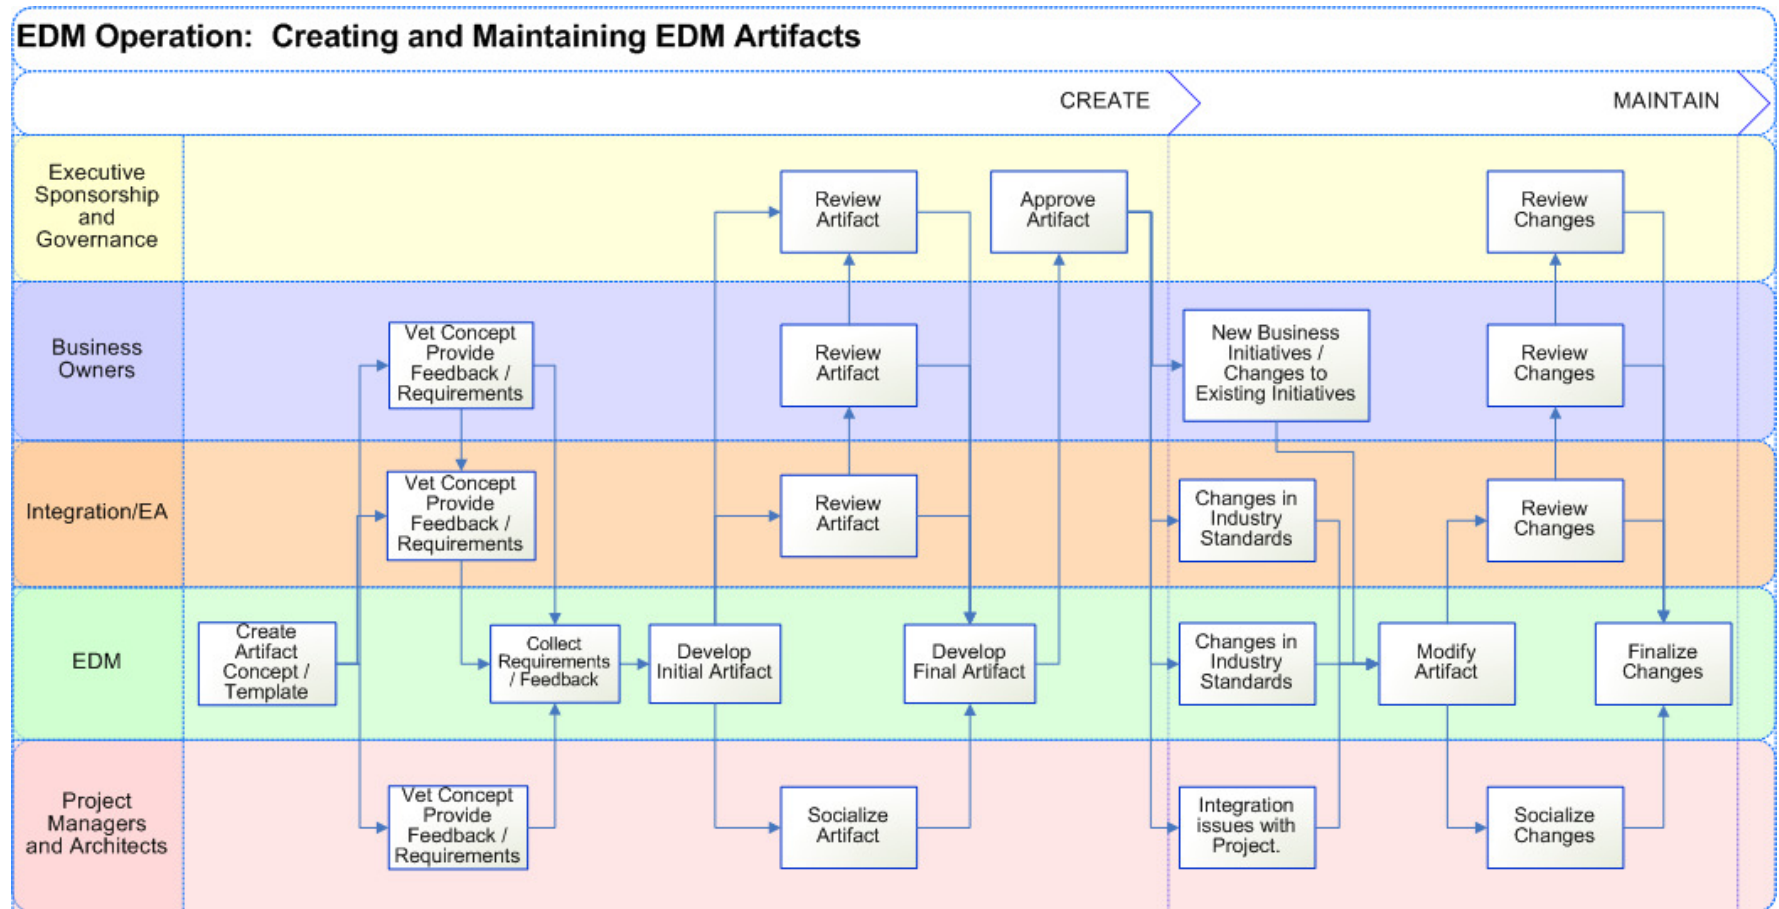 EDM Operation:  Creating and Maintaining EDM Artifacts
CREATE
MAINTAIN
Executive
Sponsorship
and
Governance
Review
Artifact
Approve
Artifact
Review
Changes
Business
Owners
Vet Concept
Provide
Feedback /
Requirements
Review
Artifact
New Business
Initiatives /
Changes to
Existing Initiatives
Review
Changes
Integration/EA
Vet Concept
Provide
Feedback /
Requirements
Review
Artifact
Changes in
Industry
Standards
Review
Changes
EDM
Create
Artifact
Concept /
Template
Collect
Requirements
/ Feedback
Develop
Initial Artifact
Develop
Final Artifact
Changes in
Industry
Standards
Modify
Artifact
Finalize
Changes
Project
Managers
and Architects
Vet Concept
Provide
Feedback /
Requirements
Socialize
Artifact
Integration
issues with
Project.
Socialize
Changes